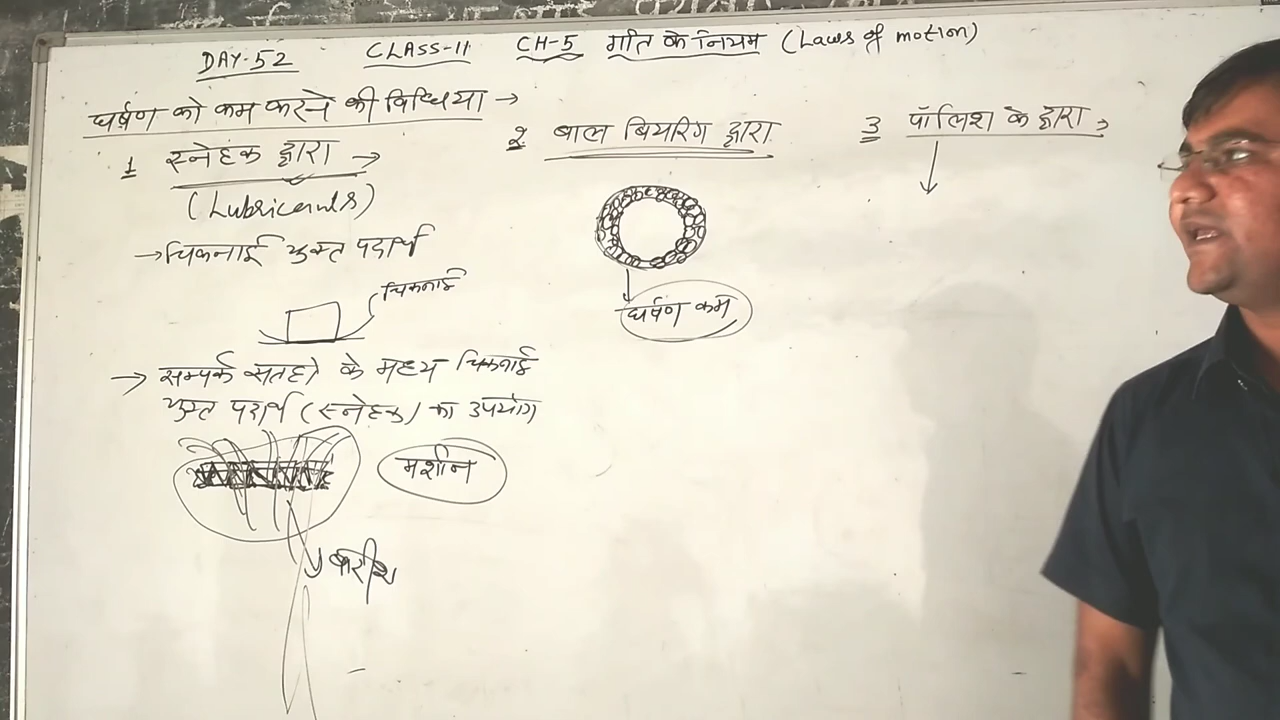 DAY-52 CLASS-11 CH-5 गति के नियम (Laws of motion)
घर्षण को कम करने की विधिया →
1 स्नेहक द्वारा →
(Lubricants)
→ चिकनाई युक्त पदार्थ
चिकनाई
→ सम्पर्क सतहो के मध्य चिकनाई
युक्त पदार्थ (स्नेहक) का उपयोग
मशीन
2. बाल बियरिंग द्वारा
घर्षण कम
3 पॉलिश के द्वारा →